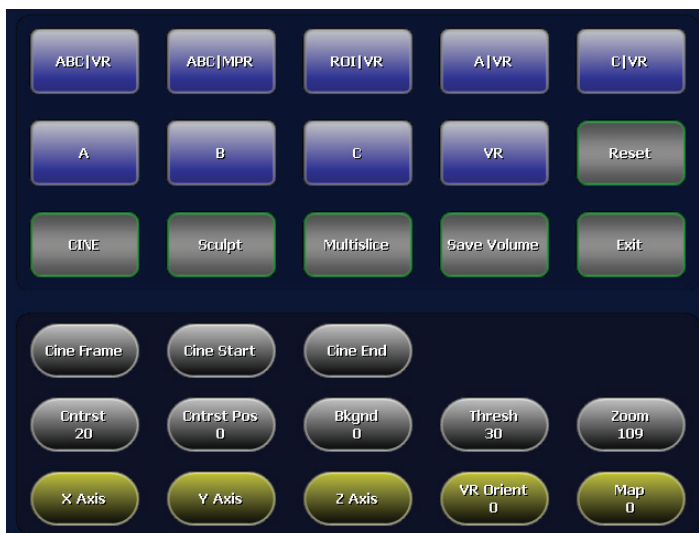 ABC|VR
ABC|MPR
ROI|VR
A|VR
C|VR
A
B
C
VR
Reset
CINE
Sculpt
Multislice
Save Volume
Exit
Cine Frame
Cine Start
Cine End
Cntrst
20
Cntrst Pos
0
Bkgnd
0
Thresh
30
Zoom
109
X Axis
Y Axis
Z Axis
VR Orient
0
Map
0